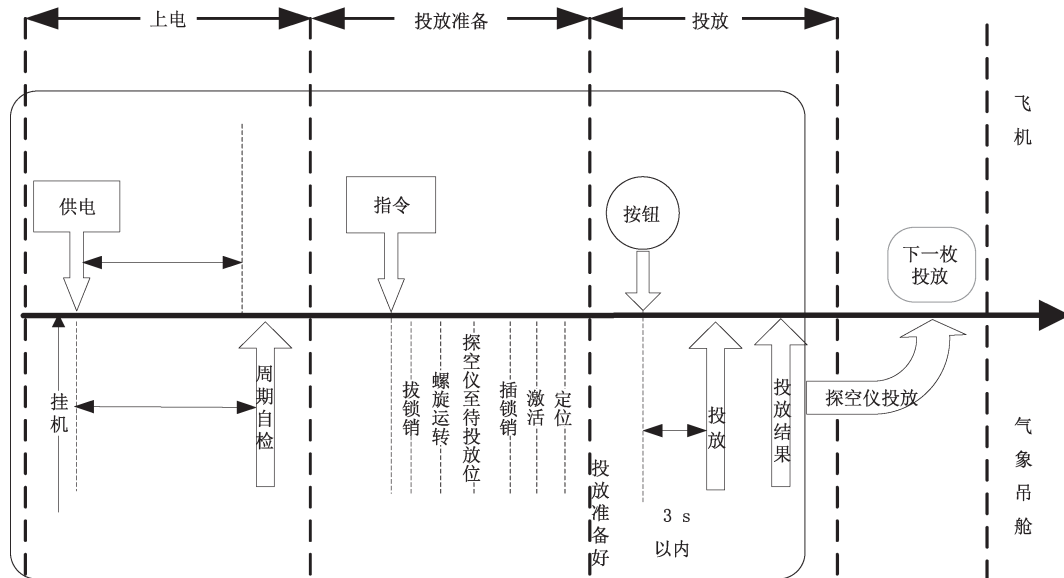 上电
投放准备
投放
飞机
供电
指令
按钮
下一枚
投放
挂机
周期自检
拔锁销
螺旋运转
探空仪至待投放位
插锁销
激活
定位
投放准备好
3 s
以内
投放
投放结果
探空仪投放
气象吊舱